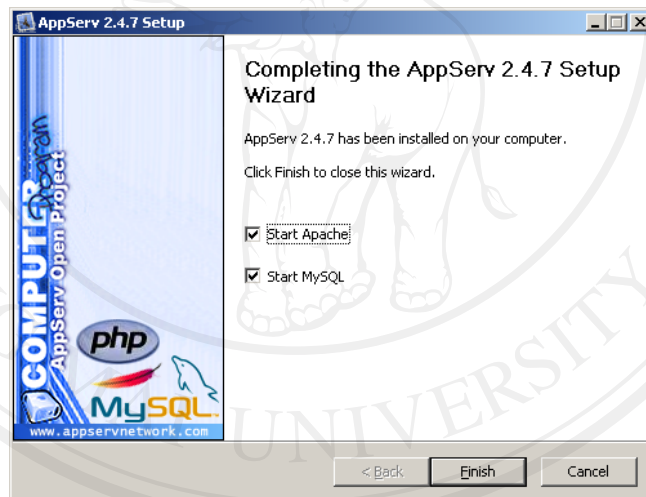 AppServ 2.4.7 Setup
Completing the AppServ 2.4.7 Setup
Wizard
AppServ 2.4.7 has been installed on your computer.
Click Finish to close this wizard.
Start Apache
Start MySQL
COMPUTER
Program
AppServ Open Project
php
MySQL
www.appservnetwork.com
< Back
Finish
Cancel
UNIVERSITY